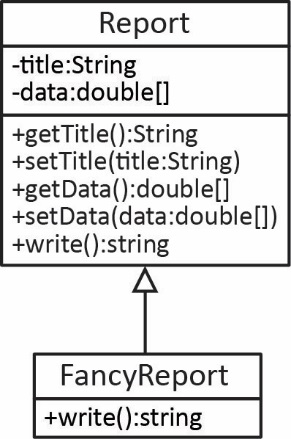 Report
-title:String
-data:double[]
+getTitle():String
+setTitle(title:String)
+getData():double[]
+setData(data:double[])
+write():string
FancyReport
+write():string